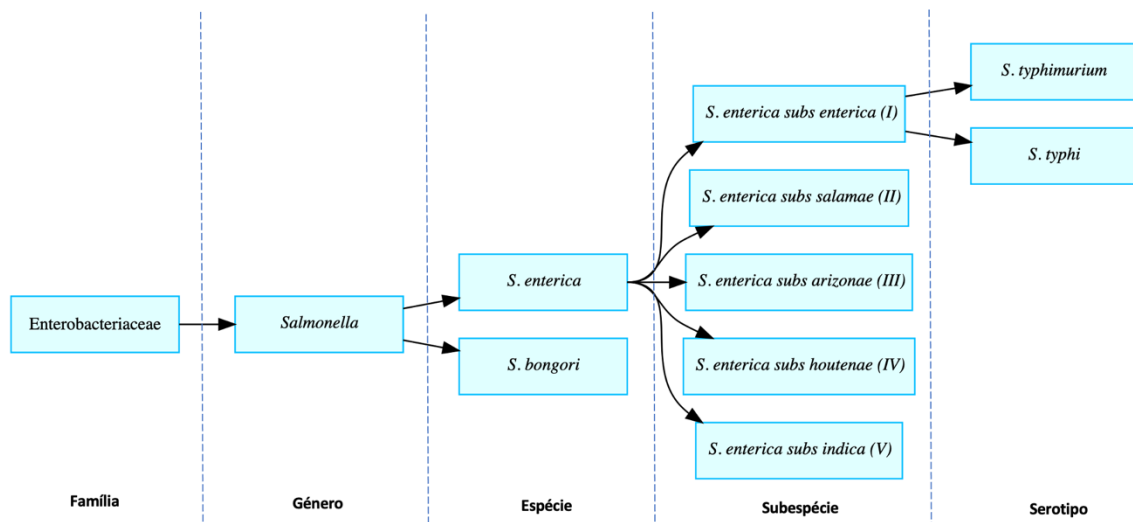 S. typhimurium
S. enterica subs enterica (I)
S. typhi
S. enterica subs salamae (II)
S. enterica
S. enterica subs arizonae (III)
Enterobacteriaceae
Salmonella
S. bongori
S. enterica subs houtenae (IV)
S. enterica subs indica (V)
Família
Género
Espécie
Subespécie
Serotipo